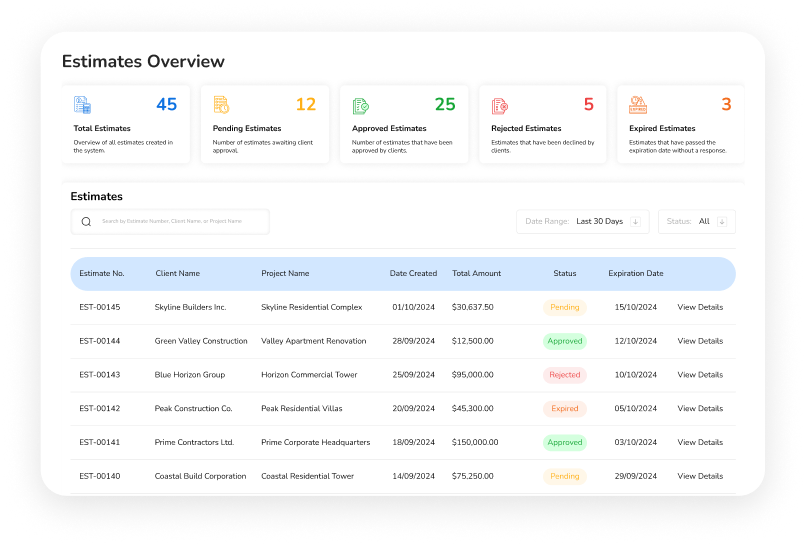 Estimates Overview
45
12
25
5
3
Total Estimates
Pending Estimates
Approved Estimates
Rejected Estimates
Expired Estimates
Overview of all estimates created in
the system.
Number of estimates awaiting client
approval.
Number of estimates that have been
approved by clients.
Estimates that have been declined by
clients.
Estimates that have passed the
expiration date without a response.
Estimates
Search by Estimate Number, Client Name, or Project Name
Date Range: Last 30 Days
Status: All
Estimate No. Client Name Project Name Date Created Total Amount Status Expiration Date
EST-00145 Skyline Builders Inc. Skyline Residential Complex 01/10/2024 $30,637.50 Pending 15/10/2024 View Details
EST-00144 Green Valley Construction Valley Apartment Renovation 28/09/2024 $12,500.00 Approved 12/10/2024 View Details
EST-00143 Blue Horizon Group Horizon Commercial Tower 25/09/2024 $95,000.00 Rejected 10/10/2024 View Details
EST-00142 Peak Construction Co. Peak Residential Villas 20/09/2024 $45,300.00 Expired 05/10/2024 View Details
EST-00141 Prime Contractors Ltd. Prime Corporate Headquarters 18/09/2024 $150,000.00 Approved 03/10/2024 View Details
EST-00140 Coastal Build Corporation Coastal Residential Tower 14/09/2024 $75,250.00 Pending 29/09/2024 View Details